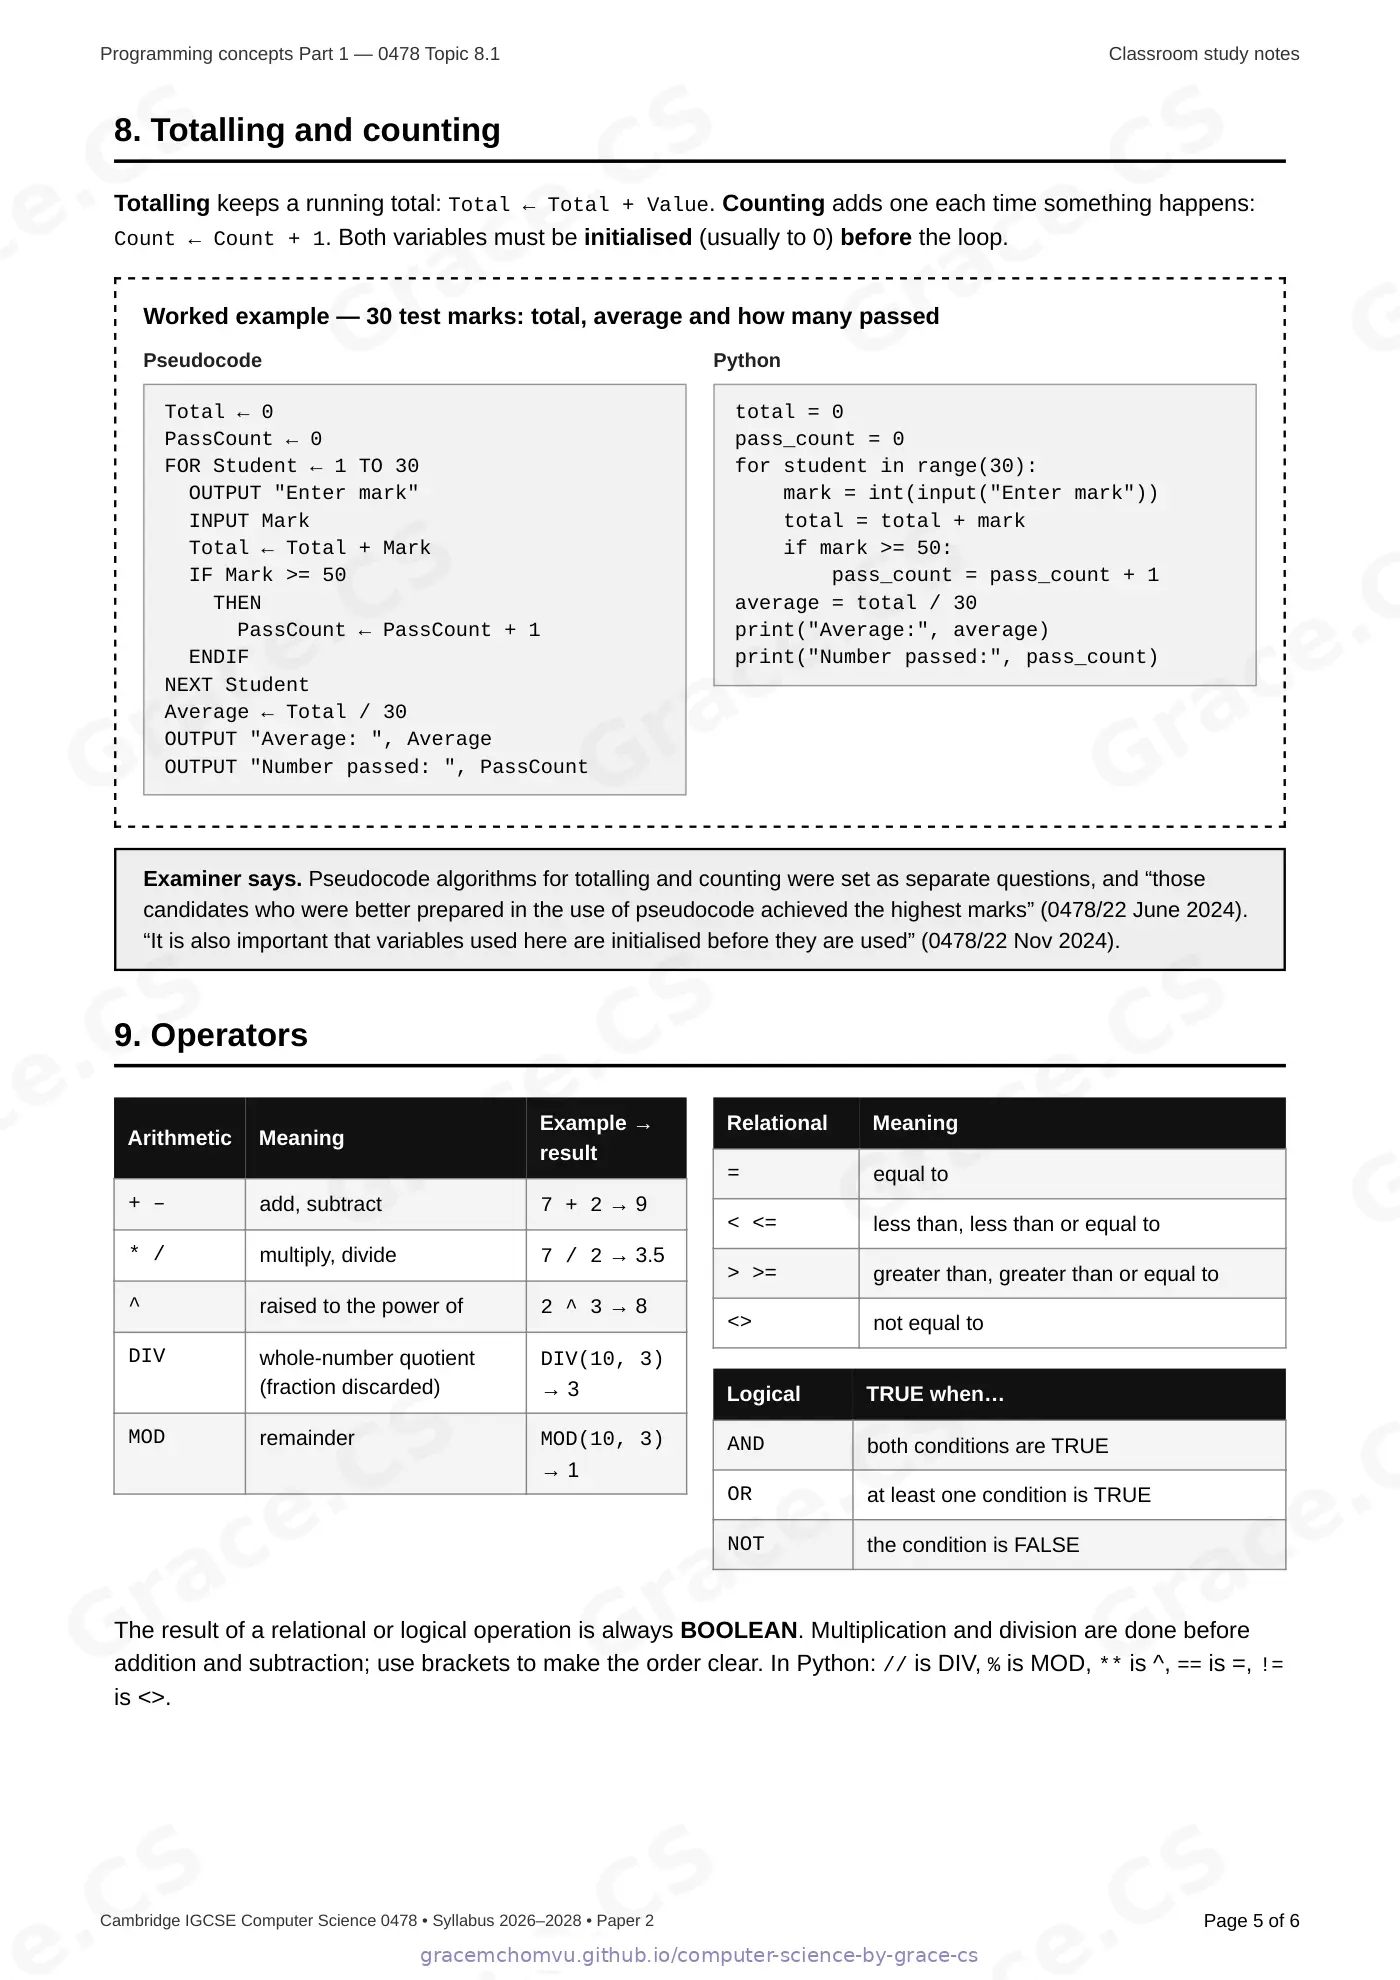 Programming concepts Part 1 — 0478 Topic 8.1
Classroom study notes
8. Totalling and counting
Totalling keeps a running total: Total ← Total + Value. Counting adds one each time something happens:
Count ← Count + 1. Both variables must be initialised (usually to 0) before the loop.
Worked example — 30 test marks: total, average and how many passed
Pseudocode
Total ← 0
PassCount ← 0
FOR Student ← 1 TO 30
  OUTPUT "Enter mark"
  INPUT Mark
  Total ← Total + Mark
  IF Mark >= 50
    THEN
      PassCount ← PassCount + 1
  ENDIF
NEXT Student
Average ← Total / 30
OUTPUT "Average: ", Average
OUTPUT "Number passed: ", PassCount
Python
total = 0
pass_count = 0
for student in range(30):
    mark = int(input("Enter mark"))
    total = total + mark
    if mark >= 50:
        pass_count = pass_count + 1
average = total / 30
print("Average:", average)
print("Number passed:", pass_count)
Examiner says. Pseudocode algorithms for totalling and counting were set as separate questions, and “those
candidates who were better prepared in the use of pseudocode achieved the highest marks” (0478/22 June 2024).
“It is also important that variables used here are initialised before they are used” (0478/22 Nov 2024).
9. Operators
Arithmetic Meaning Example → result
+ – add, subtract 7 + 2 → 9
* / multiply, divide 7 / 2 → 3.5
^ raised to the power of 2 ^ 3 → 8
DIV whole-number quotient (fraction discarded) DIV(10, 3) → 3
MOD remainder MOD(10, 3) → 1
Relational Meaning
= equal to
< <= less than, less than or equal to
> >= greater than, greater than or equal to
<> not equal to
Logical TRUE when…
AND both conditions are TRUE
OR at least one condition is TRUE
NOT the condition is FALSE
The result of a relational or logical operation is always BOOLEAN. Multiplication and division are done before
addition and subtraction; use brackets to make the order clear. In Python: // is DIV, % is MOD, ** is ^, == is =, !=
is <>.
Cambridge IGCSE Computer Science 0478 • Syllabus 2026–2028 • Paper 2
Page 5 of 6
gracemchomvu.github.io/computer-science-by-grace-cs
Grace.CS